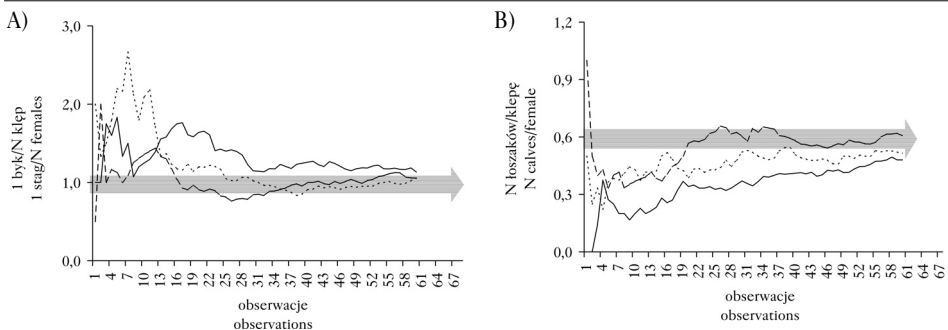 A)
1 byk/N klęp
1 stag/N females
3,0
2,0
1,0
0,0
1 4 7 10 13 16 19 22 25 28 31 34 37 40 43 46 49 52 55 58 61 64 67
obserwacje
observations
B)
N łoszaków/klępę
N calves/female
1,2
0,9
0,6
0,3
0,0
1 4 7 10 13 16 19 22 25 28 31 34 37 40 43 46 49 52 55 58 61 64 67
obserwacje
observations